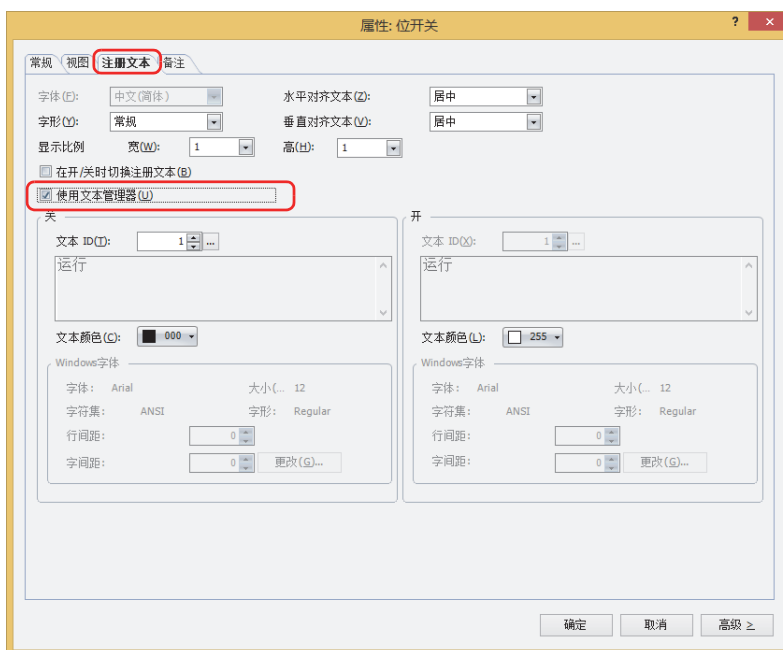 属性: 位开关
? ×
常规 视图 注册文本 备注
字体(F): 中文(简体) 水平对齐文本(Z): 居中
字形(Y): 常规 垂直对齐文本(V): 居中
显示比例 宽(W): 1 高(H): 1
在开/关时切换注册文本(B)
使用文本管理器(U)
关 开
文本 ID(T): 1 ... 文本 ID(X): 1 ...
运行 运行
文本颜色(C): 000 文本颜色(L): 255
Windows字体 Windows字体
字体: Arial 大小(... 12 字体: Arial 大小(... 12
字符集: ANSI 字形: Regular 字符集: ANSI 字形: Regular
行间距: 0 行间距: 0
字间距: 0 更改(G)... 字间距: 0 更改(G)...
确定 取消 高级 >